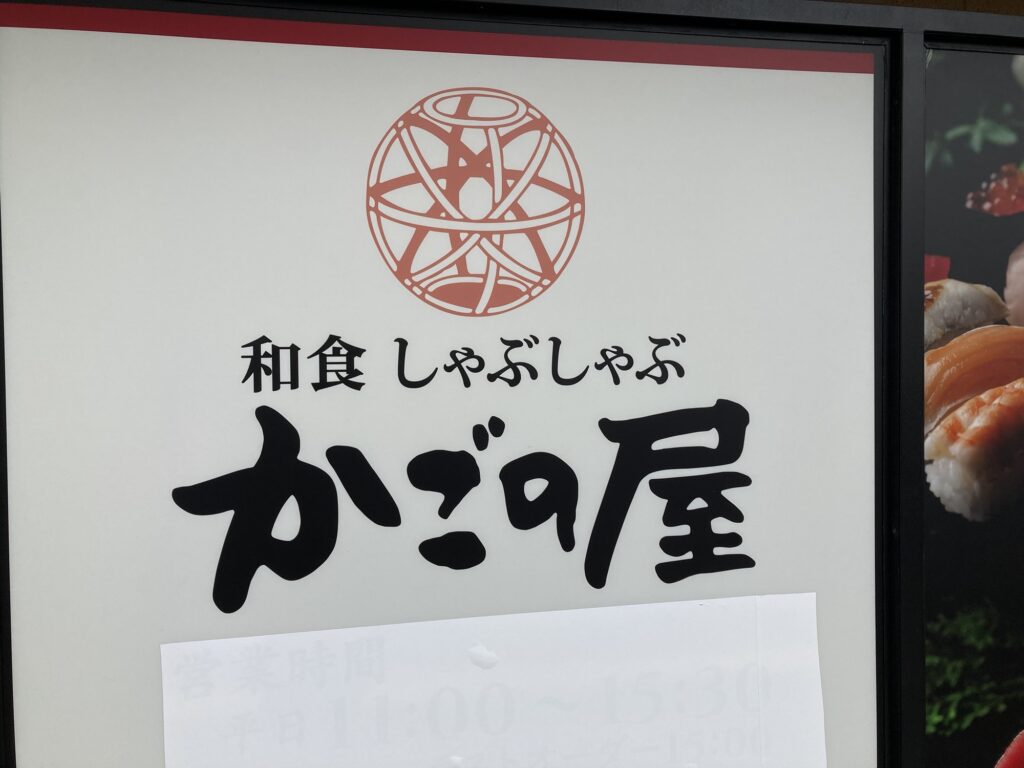 和食 しゃぶしゃぶ
かごの屋
営業時間
平日 11:00～15:30